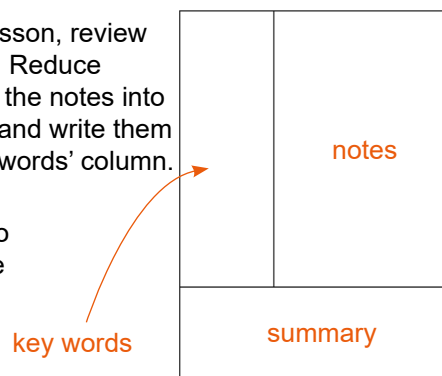 sson, review
Reduce
the notes into
and write them
words’ column.
o
e
key words
notes
summary